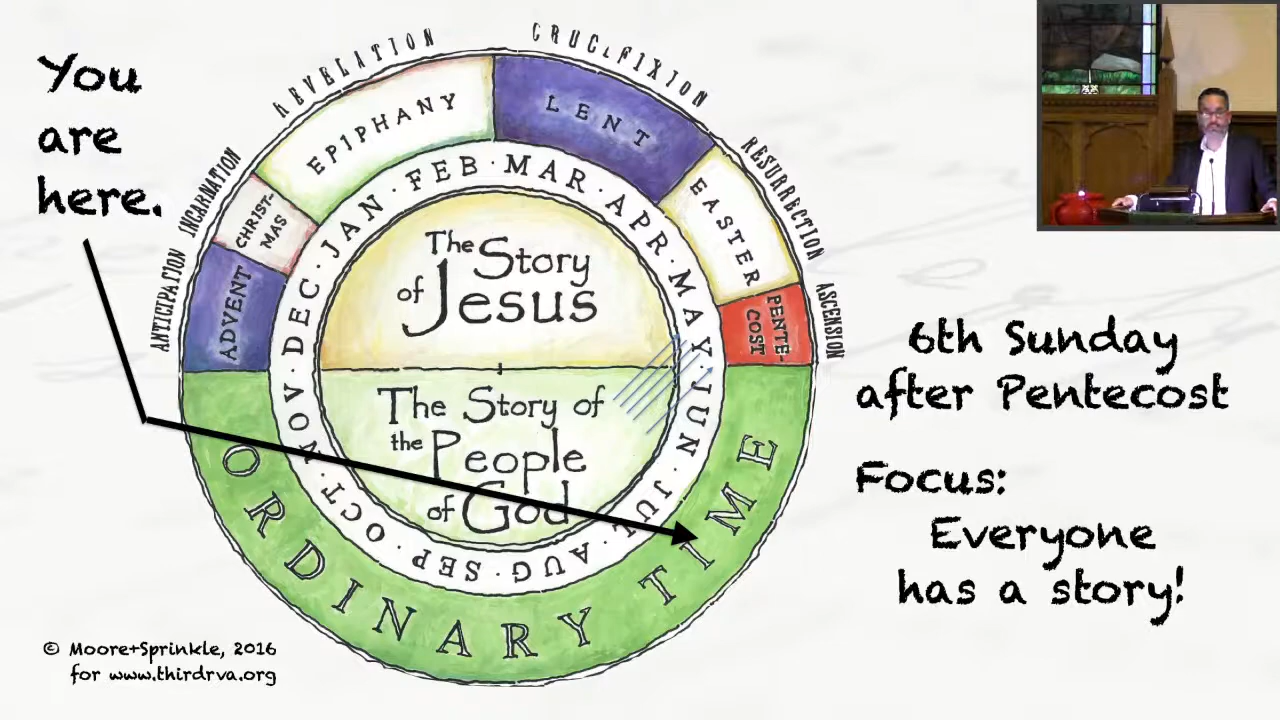 You
are
here.
ANTICIPATION
INCARNATION
REVELATION
CRUCIFIXION
RESURRECTION
ASCENSION
ADVENT
CHRIST-
MAS
EPIPHANY
LENT
EASTER
PENTE-
COST
ORDINARY TIME
DEC · JAN · FEB · MAR · APR · MAY · JUN · JUL · AUG · SEP · OCT · NOV ·
The Story
of Jesus
The Story of
the People
of God
6th Sunday
after Pentecost
Focus:
Everyone
has a story!
© Moore+Sprinkle, 2016
for www.thirdrva.org